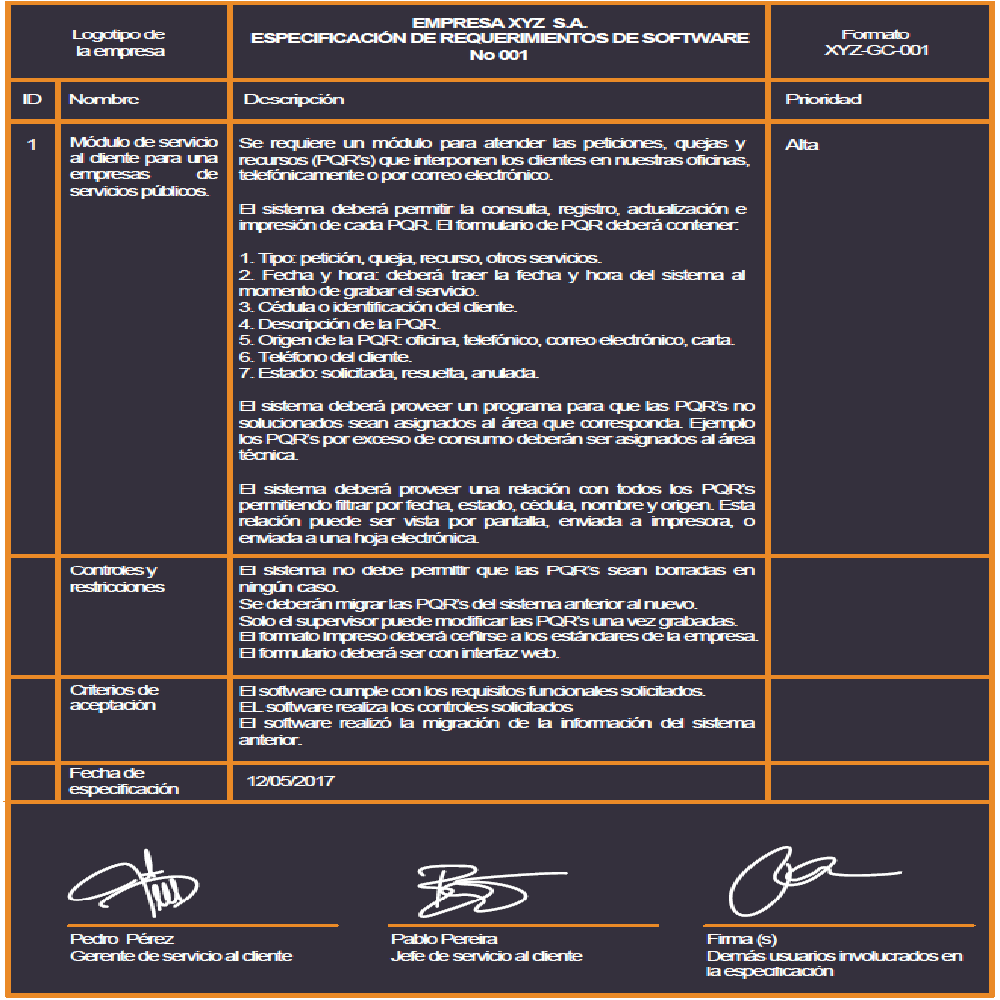 Logotipo de
la empresa
EMPRESA XYZ S.A.
ESPECIFICACIÓN DE REQUERIMIENTOS DE SOFTWARE
No 001
Formato
XYZ-GC-001
ID
Nombre
Descripción
Prioridad
1
Módulo de servicio
al cliente para una
empresas de
servicios públicos.
Se requiere un módulo para atender las peticiones, quejas y
recursos (PQR's) que interponen los clientes en nuestras oficinas,
telefónicamente o por correo electrónico.
El sistema deberá permitir la consulta, registro, actualización e
impresión de cada PQR. El formulario de PQR deberá contener:
1. Tipo: petición, queja, recurso, otros servicios.
2. Fecha y hora: deberá traer la fecha y hora del sistema al
momento de grabar el servicio.
3. Cédula o identificación del cliente.
4. Descripción de la PQR.
5. Origen de la PQR: oficina, telefónico, correo electrónico, carta.
6. Teléfono del cliente.
7. Estado: solicitada, resuelta, anulada.
El sistema deberá proveer un programa para que las PQR's no
solucionados sean asignados al área que corresponda. Ejemplo
los PQR's por exceso de consumo deberán ser asignados al área
técnica.
El sistema deberá proveer una relación con todos los PQR's
permitiendo filtrar por fecha, estado, cédula, nombre y origen. Esta
relación puede ser vista por pantalla, enviada a impresora, o
enviada a una hoja electrónica.
Alta
Controles y
restricciones
El sistema no debe permitir que las PQR's sean borradas en
ningún caso.
Se deberán migrar las PQR's del sistema anterior al nuevo.
Solo el supervisor puede modificar las PQR's una vez grabadas.
El formato impreso deberá ceñirse a los estándares de la empresa.
El formulario deberá ser con interfaz web.
Criterios de
aceptación
El software cumple con los requisitos funcionales solicitados.
EL software realiza los controles solicitados
El software realizó la migración de la información del sistema
anterior.
Fecha de
especificación
12/05/2017
Pedro Pérez
Gerente de servicio al cliente
Pablo Pereira
Jefe de servicio al cliente
Firma (s)
Demás usuarios involucrados en
la especificación